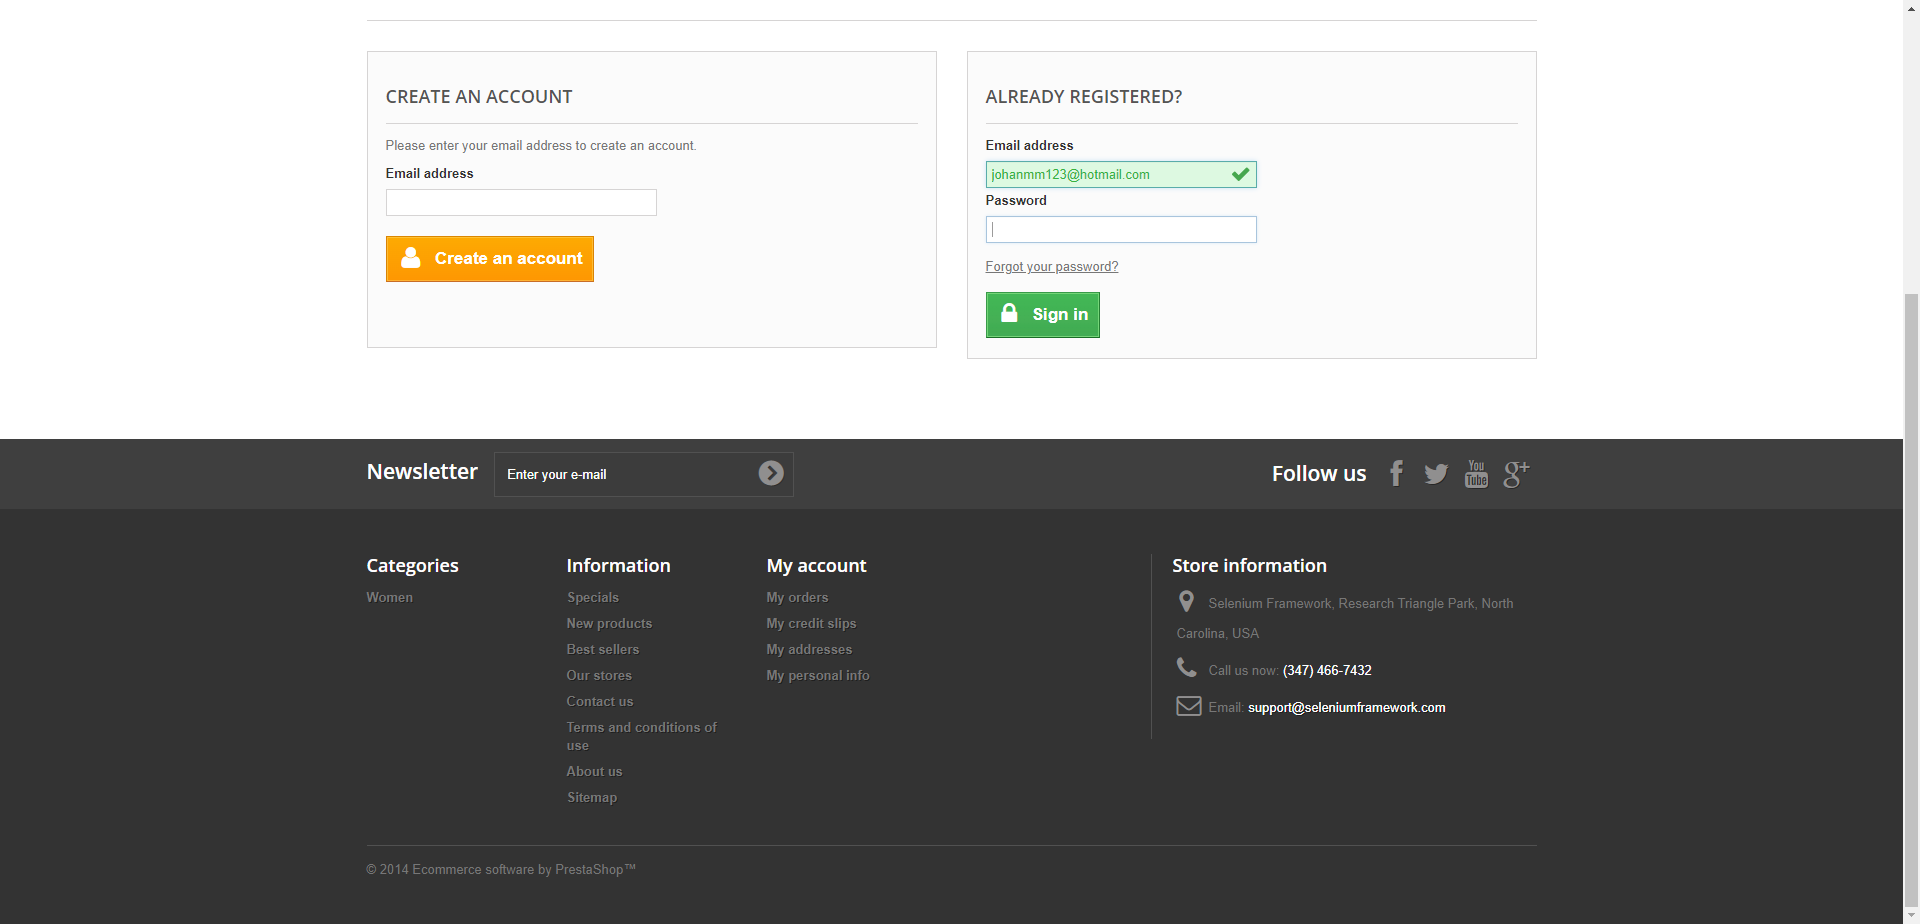 CREATE AN ACCOUNT
Please enter your email address to create an account.
Email address
Create an account
ALREADY REGISTERED?
Email address
johanmm123@hotmail.com
Password
Forgot your password?
Sign in
Newsletter
Enter your e-mail
Follow us
You
Tube
g+
Categories
Women
Information
Specials
New products
Best sellers
Our stores
Contact us
Terms and conditions of
use
About us
Sitemap
My account
My orders
My credit slips
My addresses
My personal info
Store information
Selenium Framework, Research Triangle Park, North
Carolina, USA
Call us now: (347) 466-7432
Email: support@seleniumframework.com
© 2014 Ecommerce software by PrestaShop™